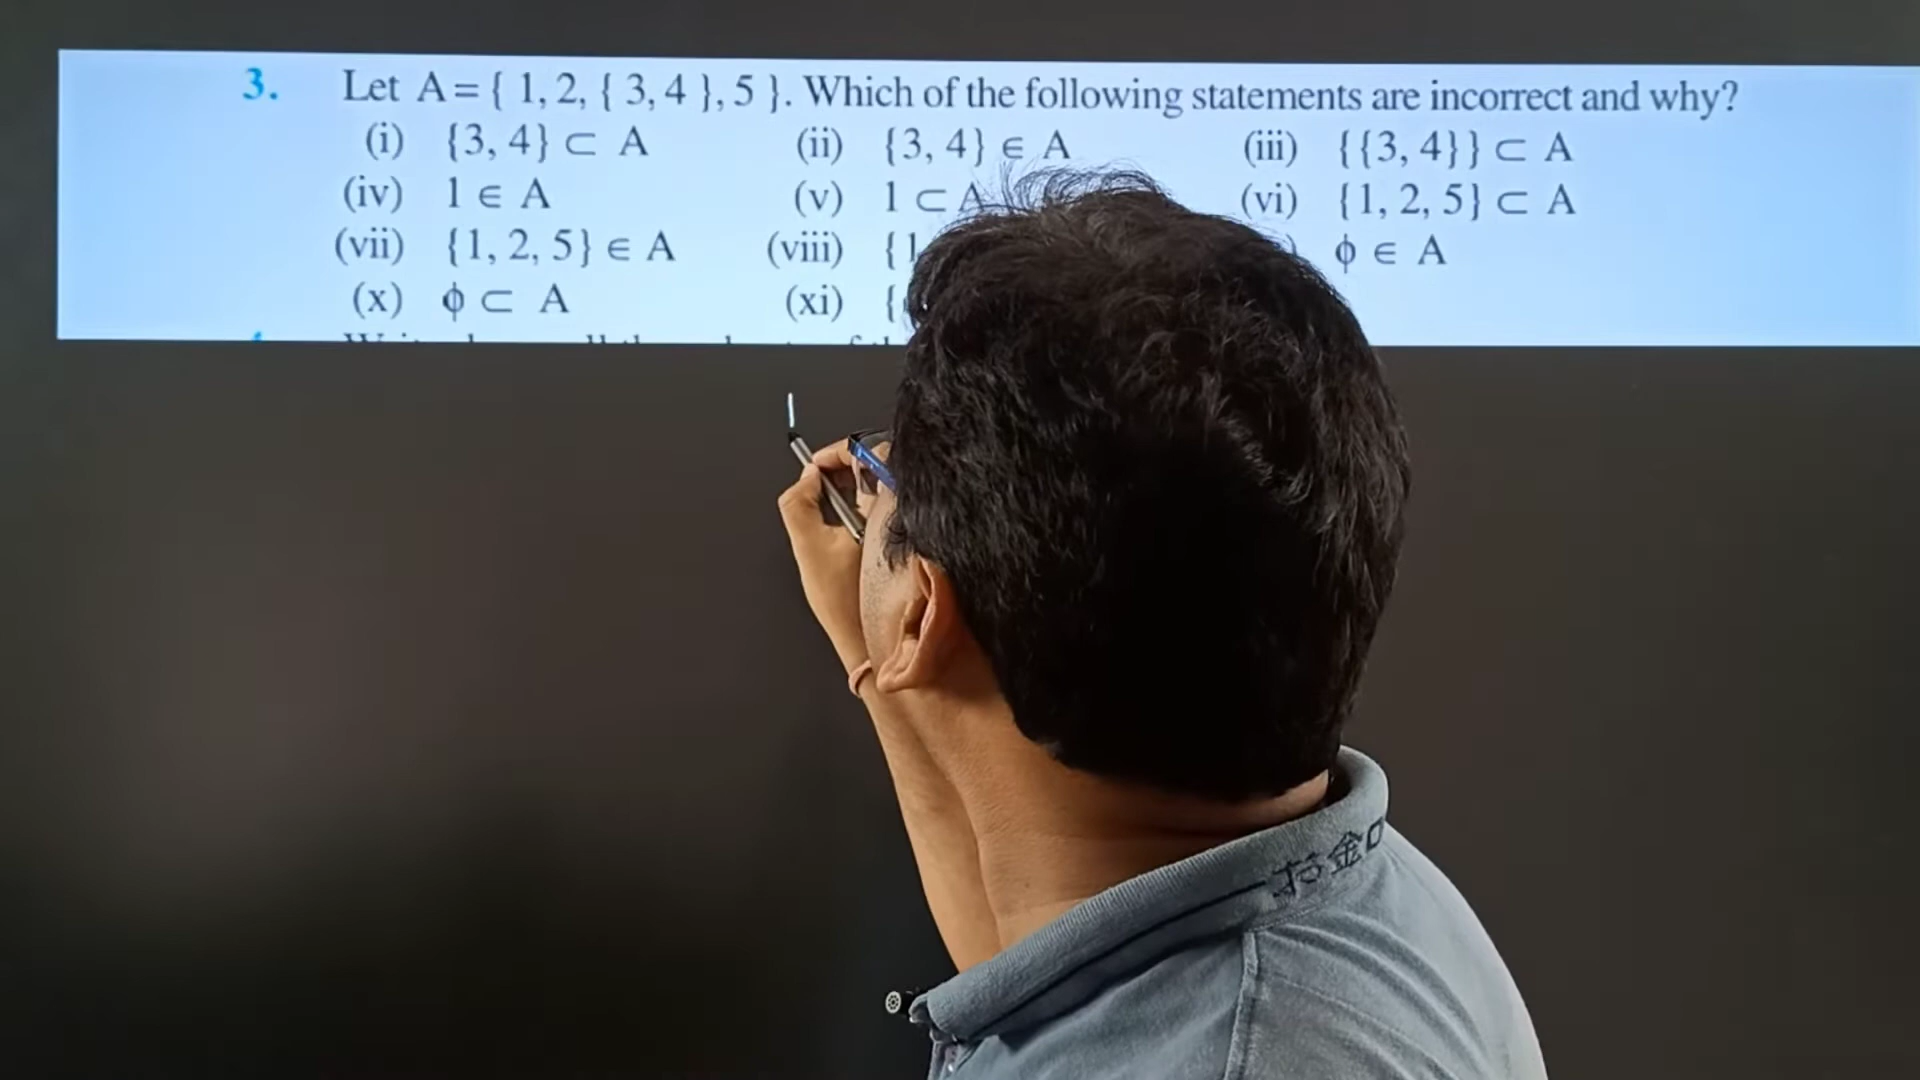 3. Let A = { 1, 2, { 3, 4 }, 5 }. Which of the following statements are incorrect and why?
(i) {3, 4} ⊂ A (ii) {3, 4} ∈ A (iii) {{3, 4}} ⊂ A
(iv) 1 ∈ A (v) 1 ⊂ A (vi) {1, 2, 5} ⊂ A
(vii) {1, 2, 5} ∈ A (viii) {1 ) ϕ ∈ A
(x) ϕ ⊂ A (xi) {